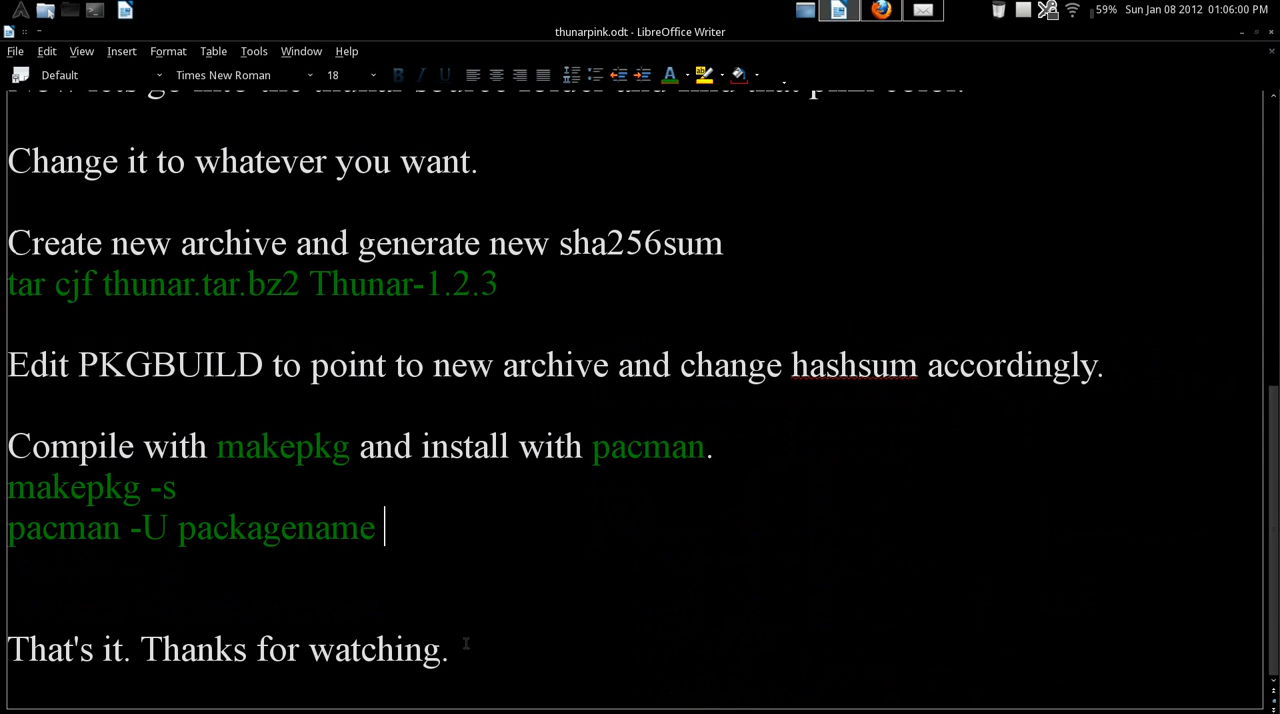 59% Sun Jan 08 2012 01:06:00 PM
thunarpink.odt - LibreOffice Writer
File Edit View Insert Format Table Tools Window Help
Default Times New Roman 18
Change it to whatever you want.
Create new archive and generate new sha256sum
tar cjf thunar.tar.bz2 Thunar-1.2.3
Edit PKGBUILD to point to new archive and change hashsum accordingly.
Compile with makepkg and install with pacman.
makepkg -s
pacman -U packagename
That's it. Thanks for watching.